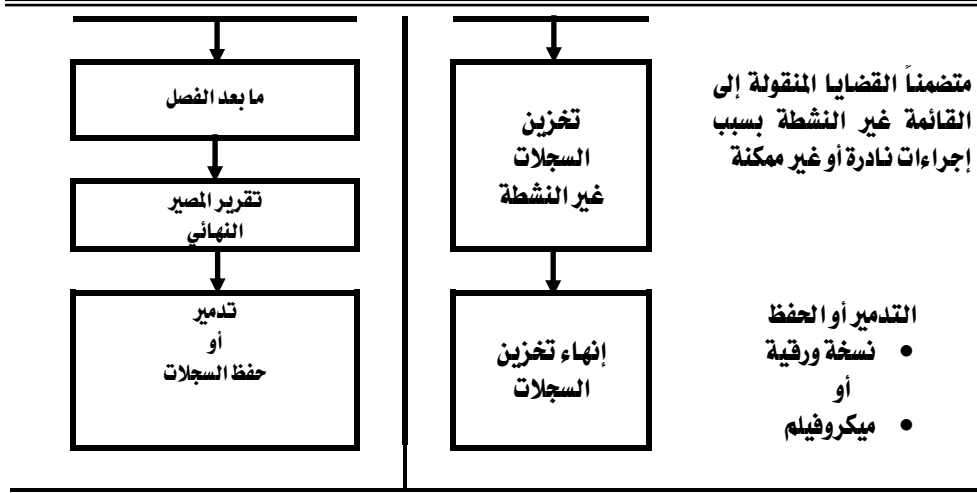 متضمناً القضايا المنقولة إلى
القائمة غير النشطة بسبب
إجراءات نادرة أو غير ممكنة
تخزين
السجلات
غير النشطة
ما بعد الفصل
تقرير المصير
النهائي
التدمير أو الحفظ
• نسخة ورقية
أو
• ميكروفيلم
إنهاء تخزين
السجلات
تدمير
أو
حفظ السجلات